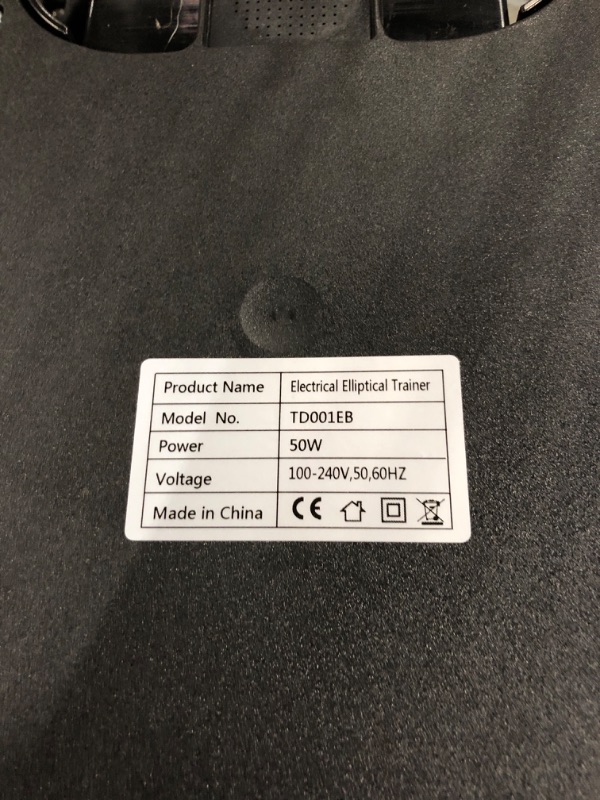 Product Name Electrical Elliptical Trainer
Model No. TD001EB
Power 50W
Voltage 100-240V,50,60HZ
Made in China CE